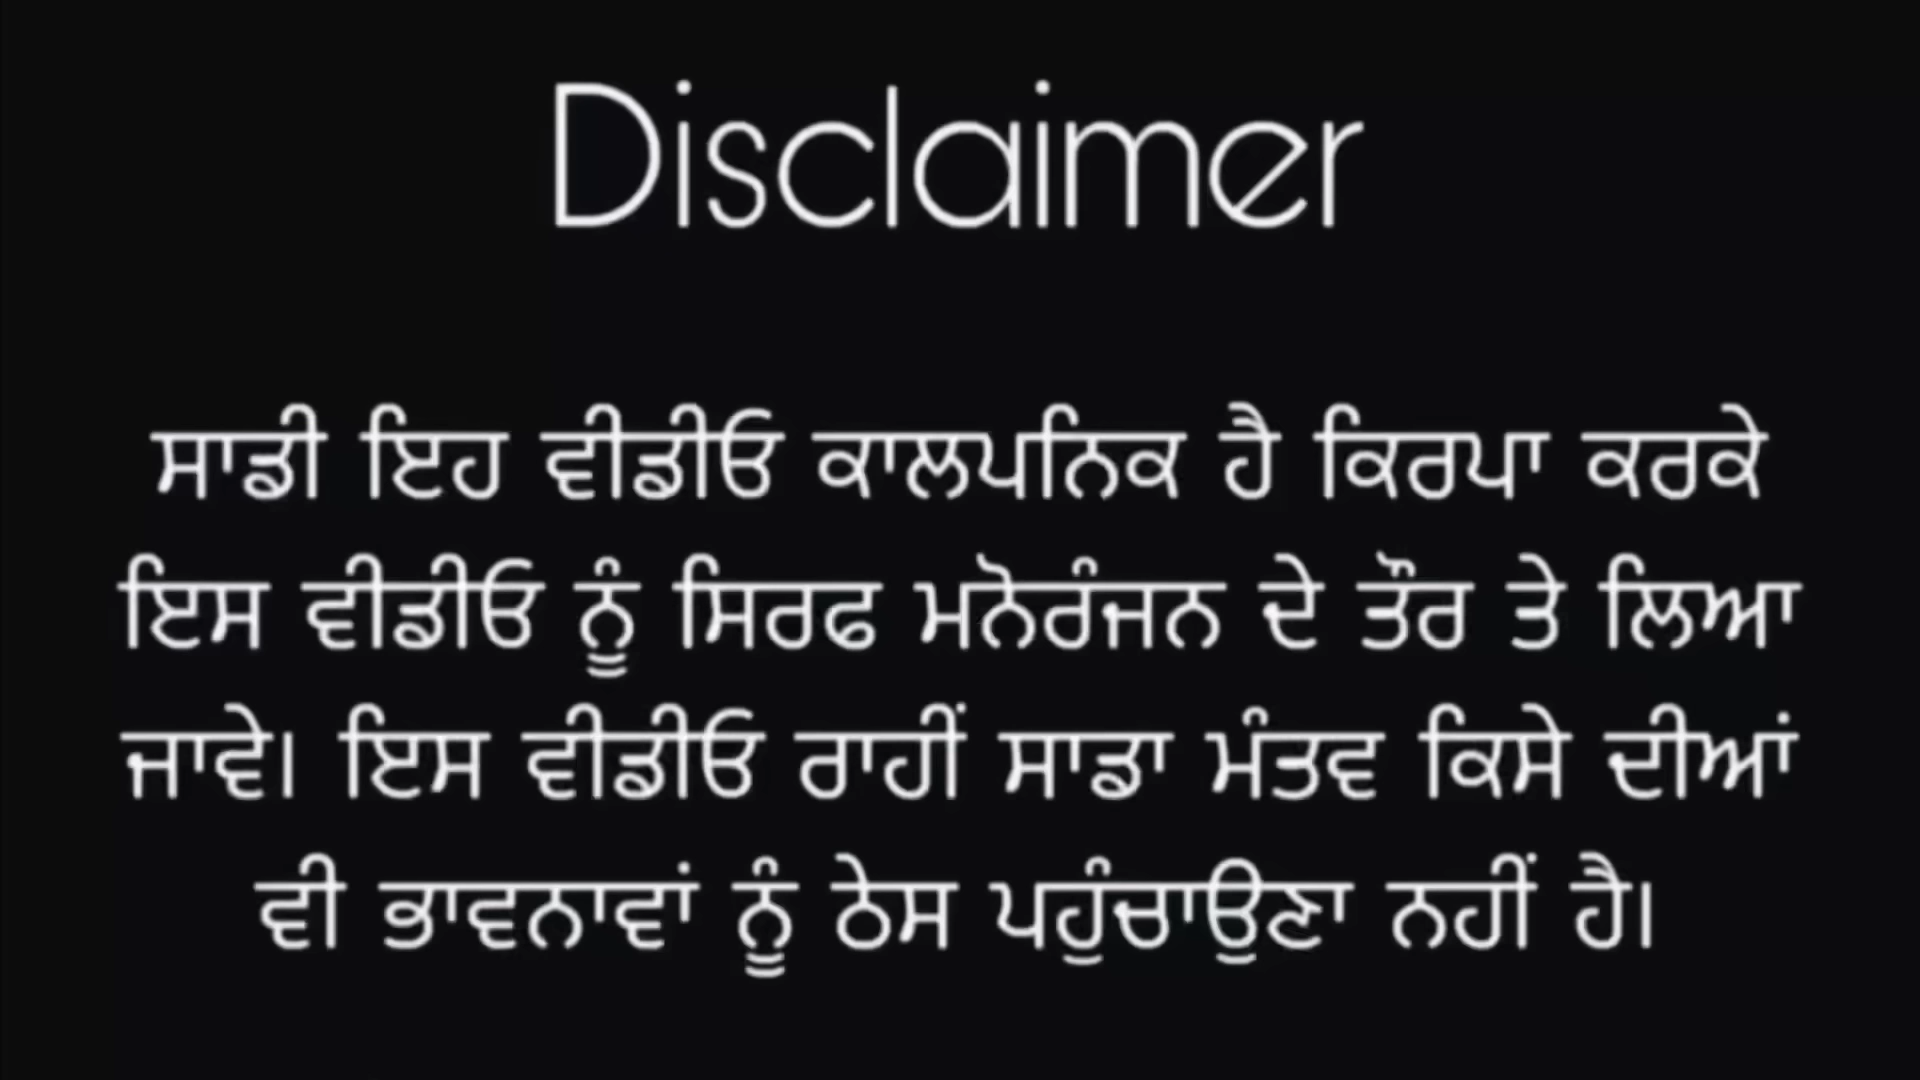 Disclaimer
ਸਾਡੀ ਇਹ ਵੀਡੀਓ ਕਾਲਪਨਿਕ ਹੈ ਕਿਰਪਾ ਕਰਕੇ
ਇਸ ਵੀਡੀਓ ਨੂੰ ਸਿਰਫ ਮਨੋਰੰਜਨ ਦੇ ਤੌਰ ਤੇ ਲਿਆ
ਜਾਵੇ। ਇਸ ਵੀਡੀਓ ਰਾਹੀਂ ਸਾਡਾ ਮੰਤਵ ਕਿਸੇ ਦੀਆਂ
ਵੀ ਭਾਵਨਾਵਾਂ ਨੂੰ ਠੇਸ ਪਹੁੰਚਾਉਣਾ ਨਹੀਂ ਹੈ।